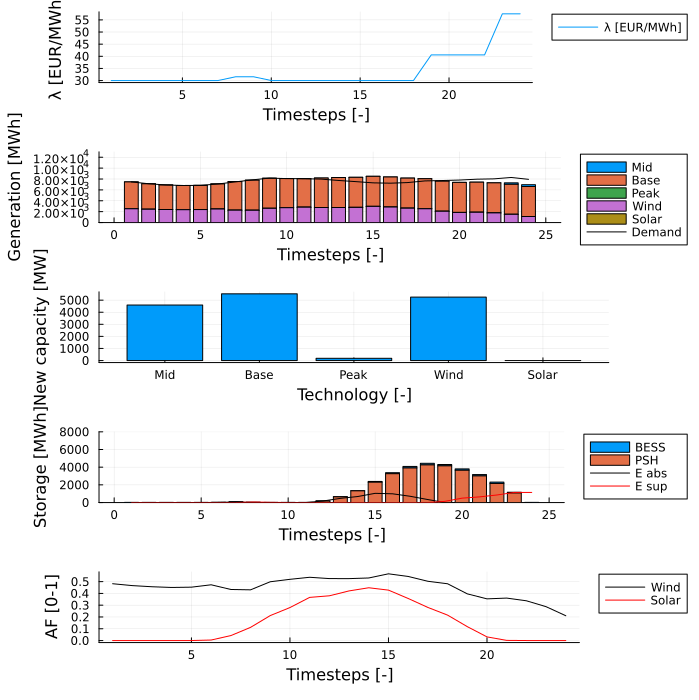 λ [EUR/MWh]
55
50
45
40
35
30
5
10
15
20
Timesteps [-]
λ [EUR/MWh]
Generation [MWh]
1.20×10⁴
1.00×10⁴
8.00×10³
6.00×10³
4.00×10³
2.00×10³
0
0
5
10
15
20
25
Timesteps [-]
Mid
Base
Peak
Wind
Solar
Demand
New capacity [MW]
5000
4000
3000
2000
1000
0
Mid
Base
Peak
Wind
Solar
Technology [-]
Storage [MWh]
8000
6000
4000
2000
0
0
5
10
15
20
25
Timesteps [-]
BESS
PSH
E abs
E sup
AF [0-1]
0.5
0.4
0.3
0.2
0.1
0.0
5
10
15
20
Timesteps [-]
Wind
Solar